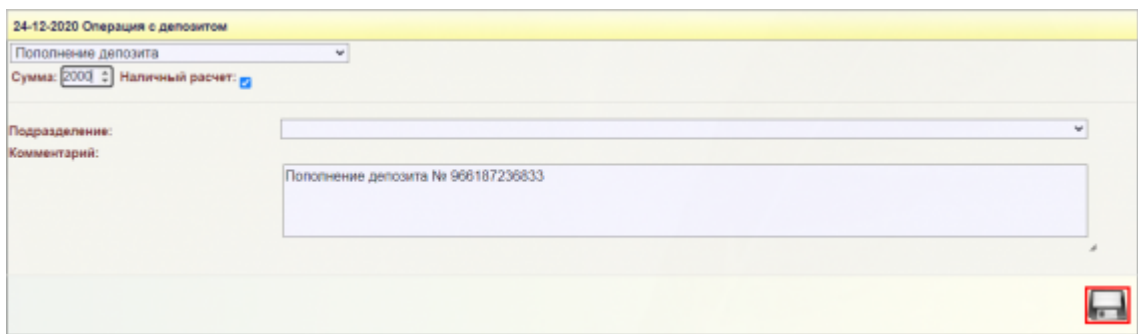 24-12-2020 Операция с депозитом
Пополнение депозита
Сумма: 2000 Наличный расчет:
Подразделение:
Комментарий:
Пополнение депозита № 966187236833